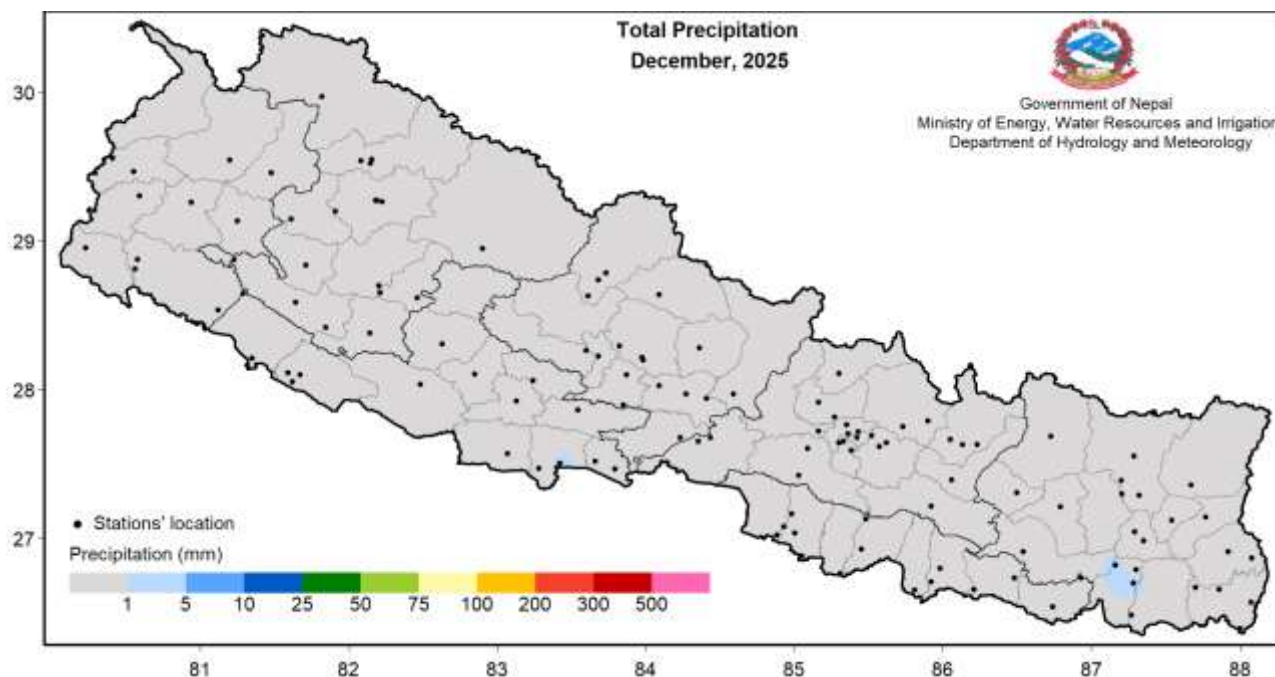 Total Precipitation
December, 2025
Government of Nepal
Ministry of Energy, Water Resources and Irrigation
Department of Hydrology and Meteorology
30
29
28
27
Stations' location
Precipitation (mm)
1 5 10 25 50 75 100 200 300 500
81 82 83 84 85 86 87 88